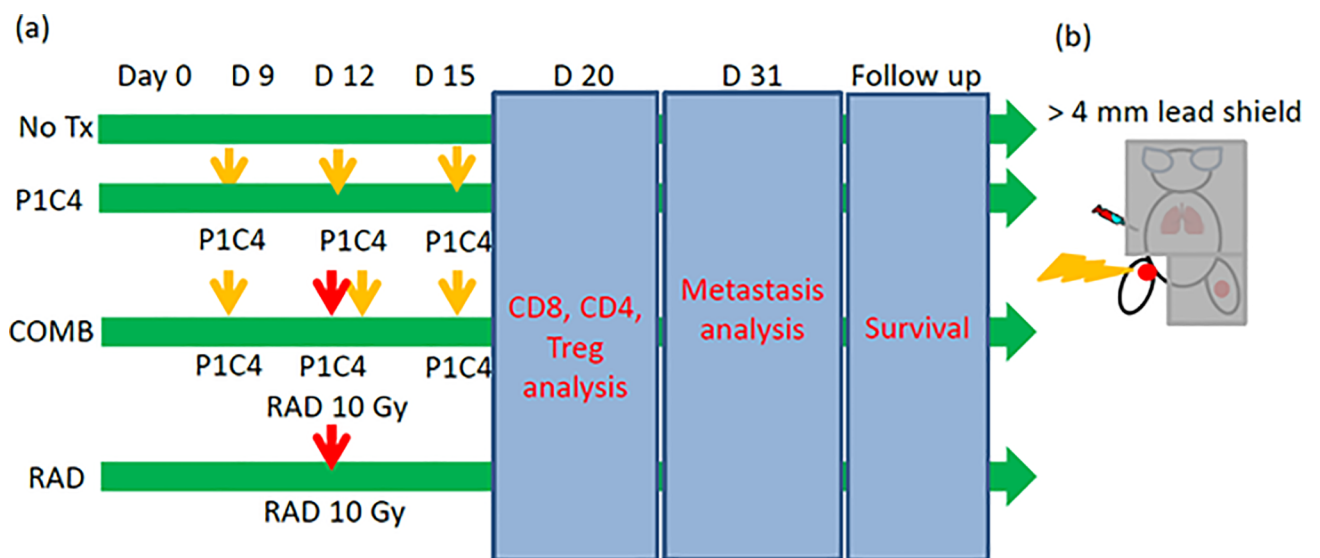 (a)
Day 0 D 9 D 12 D 15 D 20 D 31 Follow up
No Tx
P1C4
P1C4 P1C4 P1C4
COMB
P1C4 P1C4 P1C4
RAD 10 Gy
RAD
RAD 10 Gy
CD8, CD4,
Treg
analysis
Metastasis
analysis
Survival
(b)
> 4 mm lead shield